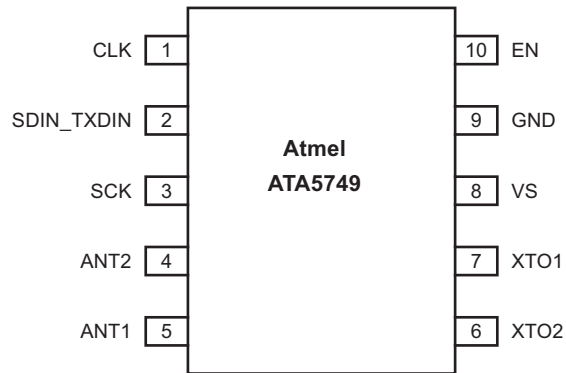 CLK 1
SDIN_TXDIN 2
SCK 3
ANT2 4
ANT1 5
Atmel
ATA5749
10 EN
9 GND
8 VS
7 XTO1
6 XTO2